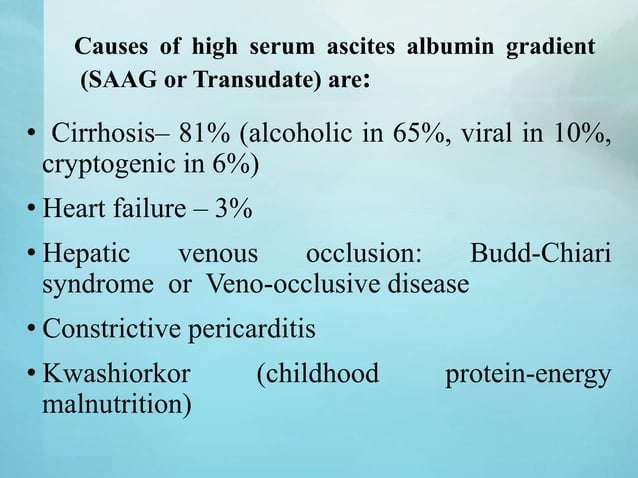 Causes of high serum ascites albumin gradient
(SAAG or Transudate) are:
• Cirrhosis– 81% (alcoholic in 65%, viral in 10%,
cryptogenic in 6%)
• Heart failure – 3%
• Hepatic venous occlusion: Budd-Chiari
syndrome or Veno-occlusive disease
• Constrictive pericarditis
• Kwashiorkor (childhood protein-energy
malnutrition)